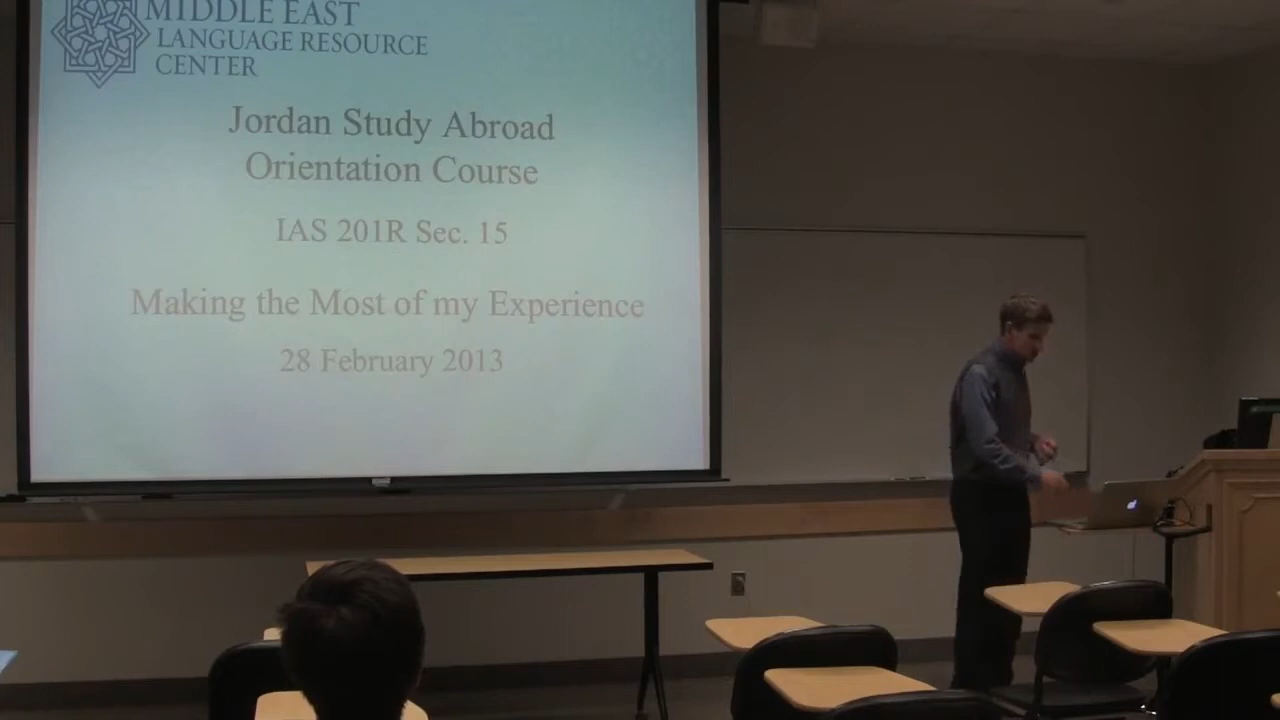 MIDDLE EAST
LANGUAGE RESOURCE
CENTER
Jordan Study Abroad
Orientation Course
IAS 201R Sec. 15
Making the Most of my Experience
28 February 2013